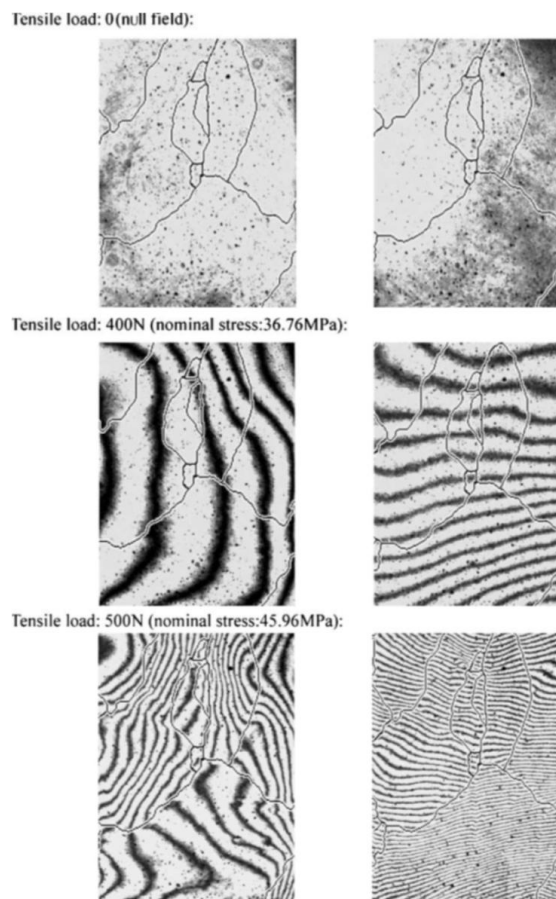 Tensile load: 0(null field):
Tensile load: 400N (nominal stress:36.76MPa):
Tensile load: 500N (nominal stress:45.96MPa):